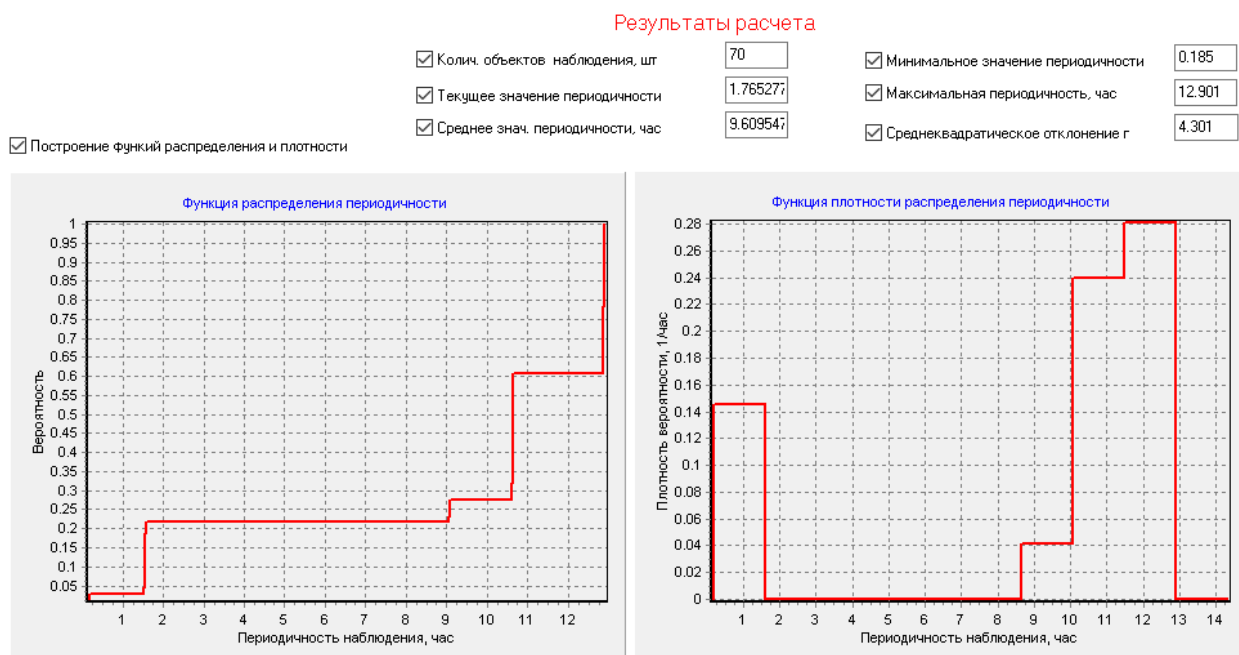 Результаты расчета
Колич. объектов наблюдения, шт 70
Минимальное значение периодичности 0.185
Текущее значение периодичности 1.765277
Максимальная периодичность, час 12.901
Среднее знач. периодичности, час 9.609547
Среднеквадратическое отклонение г 4.301
Построение функий распределения и плотности
Функция распределения периодичности
1
0.95
0.9
0.85
0.8
0.75
0.7
0.65
0.6
0.55
0.5
0.45
0.4
0.35
0.3
0.25
0.2
0.15
0.1
0.05
Вероятность
1 2 3 4 5 6 7 8 9 10 11 12
Периодичность наблюдения, час
Функция плотности распределения периодичности
0.28
0.26
0.24
0.22
0.2
0.18
0.16
0.14
0.12
0.1
0.08
0.06
0.04
0.02
0
Плотность вероятности, 1/час
1 2 3 4 5 6 7 8 9 10 11 12 13 14
Периодичность наблюдения, час